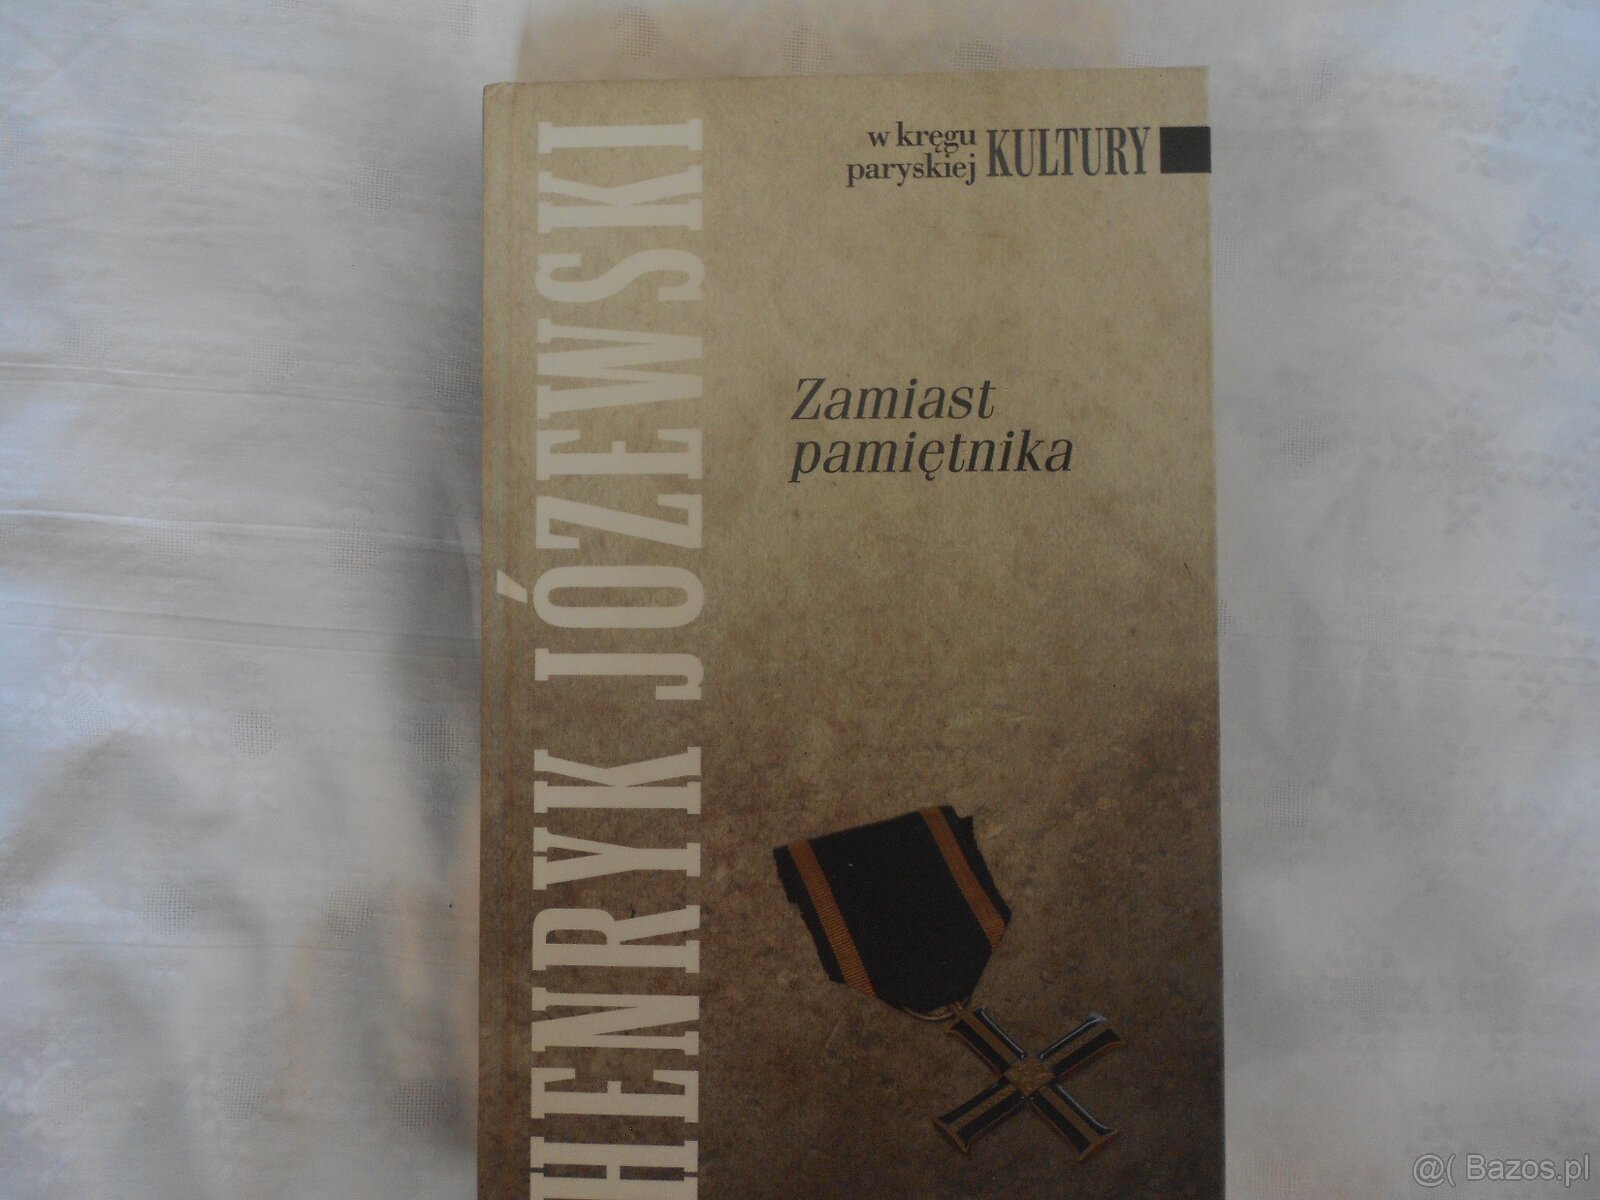 w kręgu
paryskiej KULTURY
HENRYK JÓZEWSKI
Zamiast
pamiętnika
@( Bazos.pl